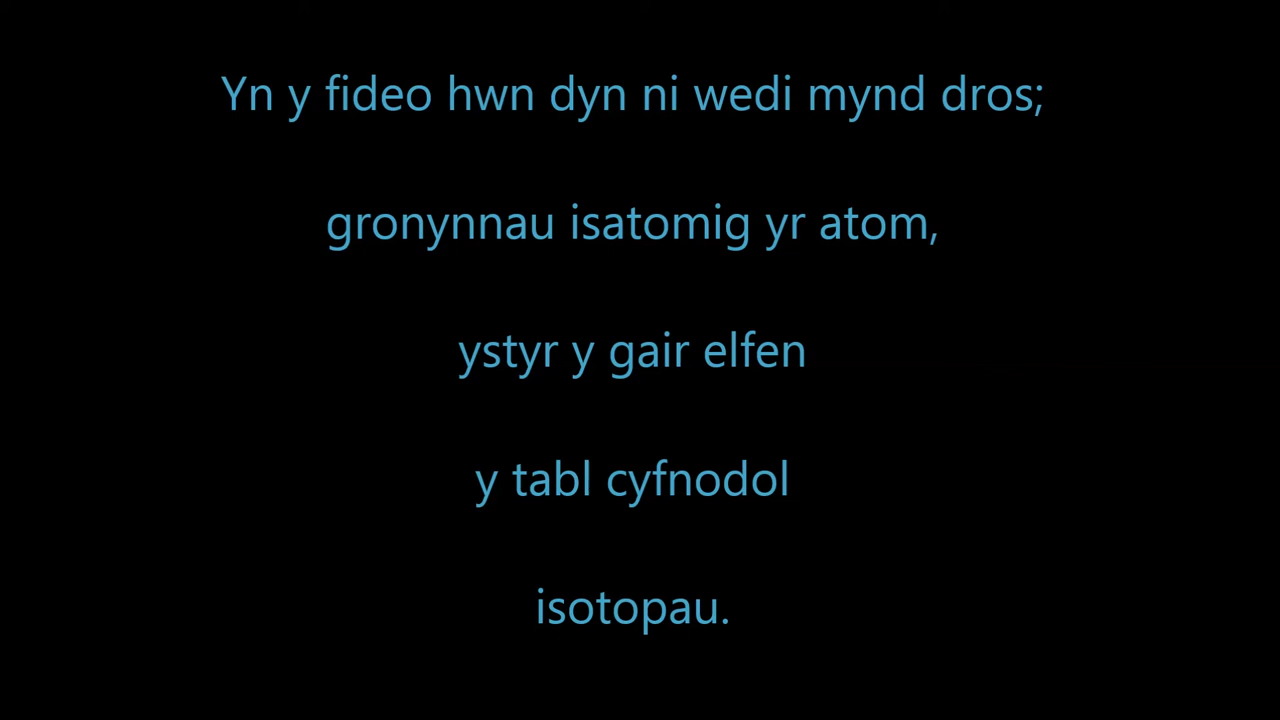 Yn y fideo hwn dyn ni wedi mynd dros;
gronynnau isatomig yr atom,
ystyr y gair elfen
y tabl cyfnodol
isotopau.